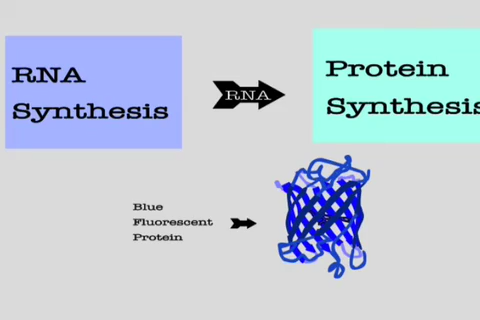 RNA
Synthesis
RNA
Protein
Synthesis
Blue
Fluorescent
Protein